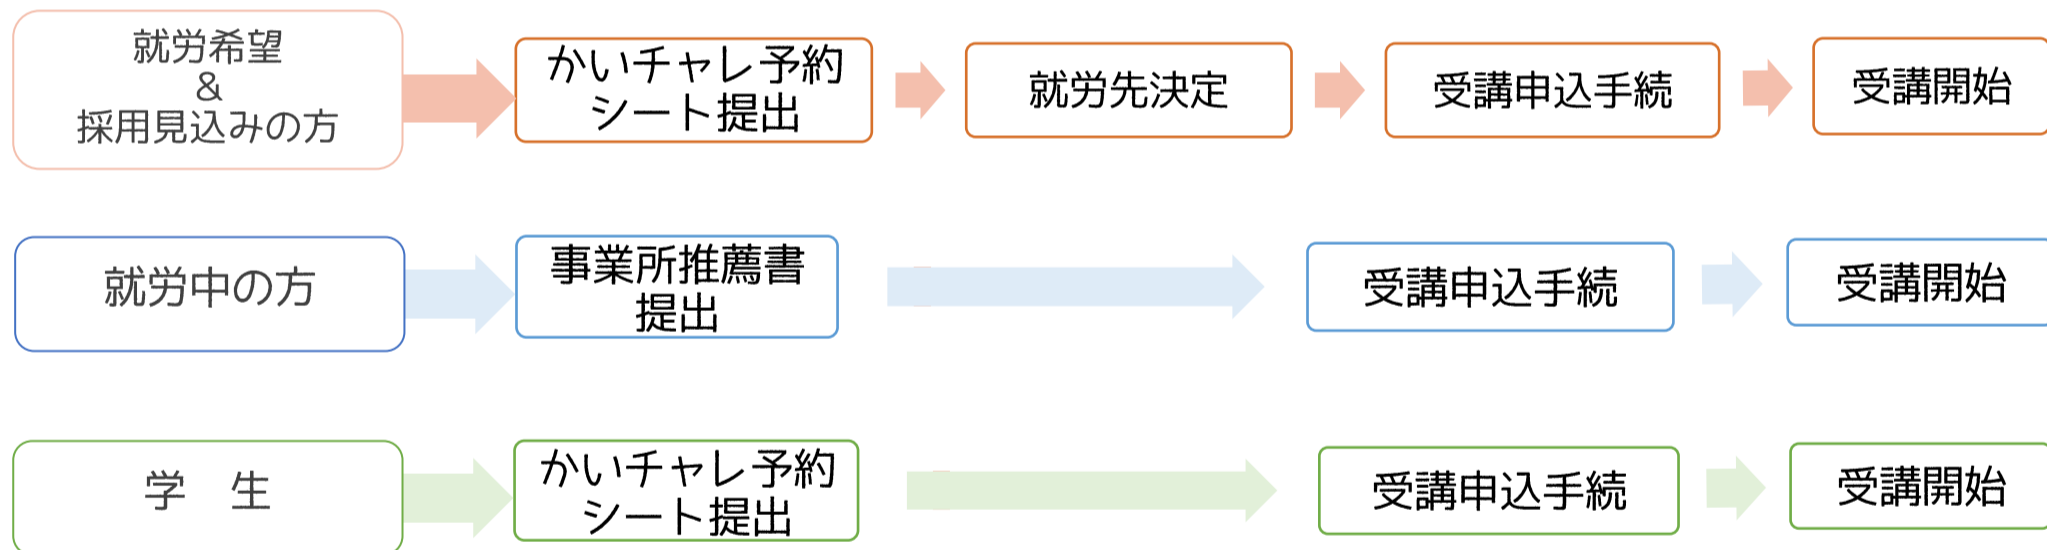 就労希望
&
採用見込みの方
かいチャレ予約
シート提出
就労先決定
受講申込手続
受講開始
就労中の方
事業所推薦書
提出
受講申込手続
受講開始
学　生
かいチャレ予約
シート提出
受講申込手続
受講開始